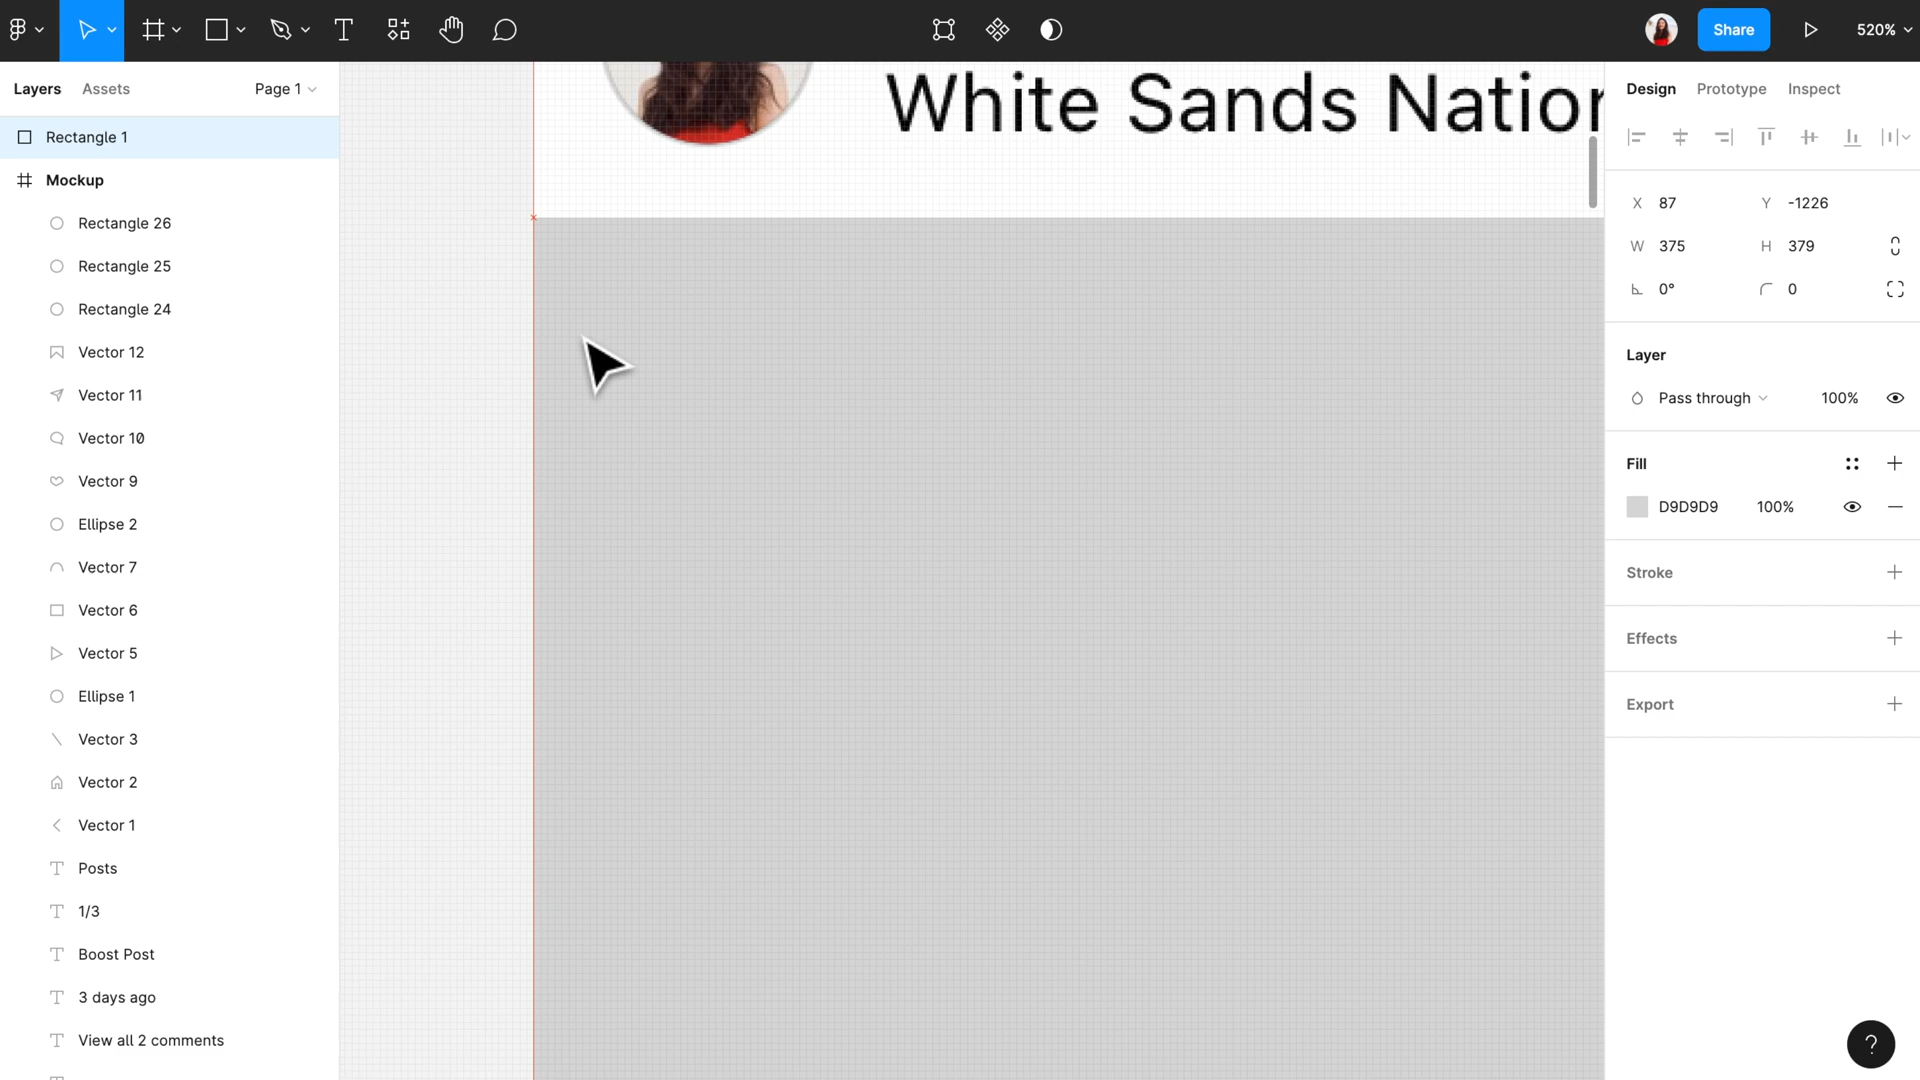 Share
520%
Layers
Assets
Page 1
Design
Prototype
Inspect
Rectangle 1
Mockup
Rectangle 26
Rectangle 25
Rectangle 24
Vector 12
Vector 11
Vector 10
Vector 9
Ellipse 2
Vector 7
Vector 6
Vector 5
Ellipse 1
Vector 3
Vector 2
Vector 1
Posts
1/3
Boost Post
3 days ago
View all 2 comments
White Sands Nation
X 87
Y -1226
W 375
H 379
0°
0
Layer
Pass through
100%
Fill
D9D9D9
100%
Stroke
Effects
Export
?